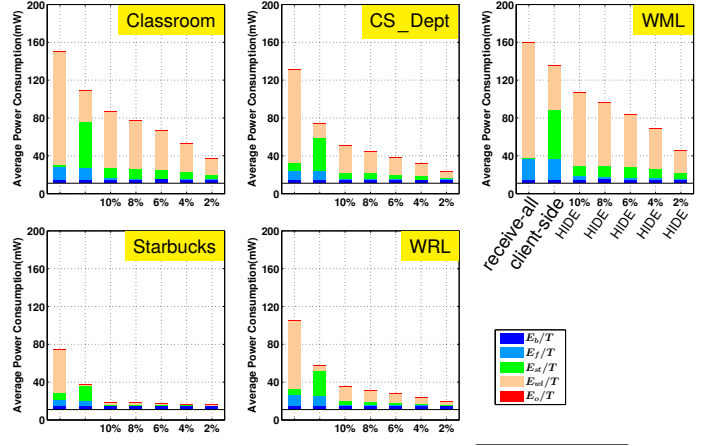 Classroom
Average Power Consumption(mW)
200
160
120
80
40
0
10% 8% 6% 4% 2%
CS_Dept
Average Power Consumption(mW)
200
160
120
80
40
0
10% 8% 6% 4% 2%
WML
Average Power Consumption(mW)
200
160
120
80
40
0
receive-all
client-side
10% HIDE
8% HIDE
6% HIDE
4% HIDE
2% HIDE
Starbucks
Average Power Consumption(mW)
200
160
120
80
40
0
10% 8% 6% 4% 2%
WRL
Average Power Consumption(mW)
200
160
120
80
40
0
10% 8% 6% 4% 2%
E_b/T
E_f/T
E_st/T
E_wl/T
E_o/T